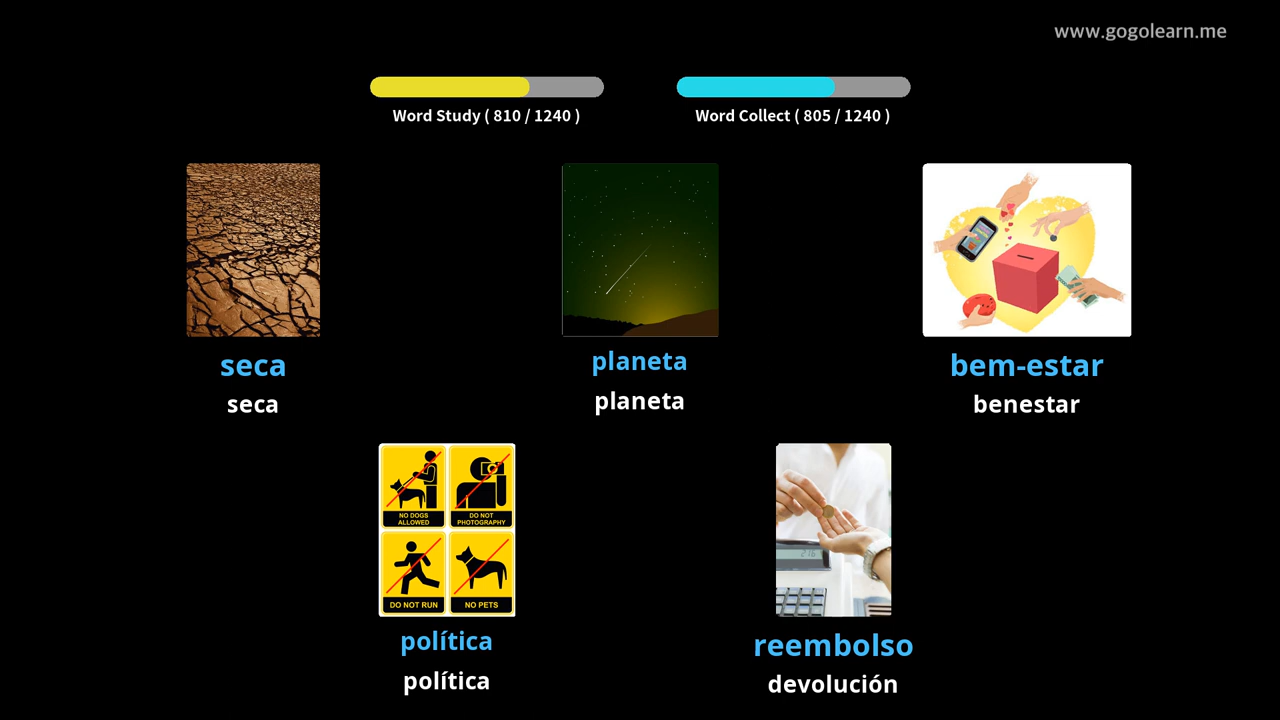 www.gogolearn.me
Word Study ( 810 / 1240 )
Word Collect ( 805 / 1240 )
seca
seca
planeta
planeta
bem-estar
benestar
NO DOGS
ALLOWED
DO NOT
PHOTOGRAPHY
DO NOT RUN
NO PETS
política
política
reembolso
devolución